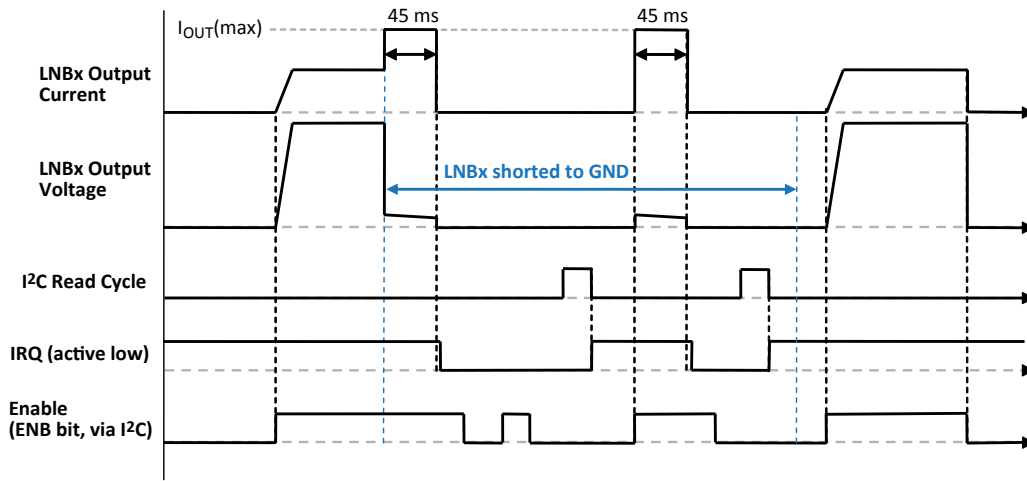 45 ms
45 ms
IOUT(max)
LNBx Output
Current
LNBx Output
Voltage
LNBx shorted to GND
I²C Read Cycle
IRQ (active low)
Enable
(ENB bit, via I²C)